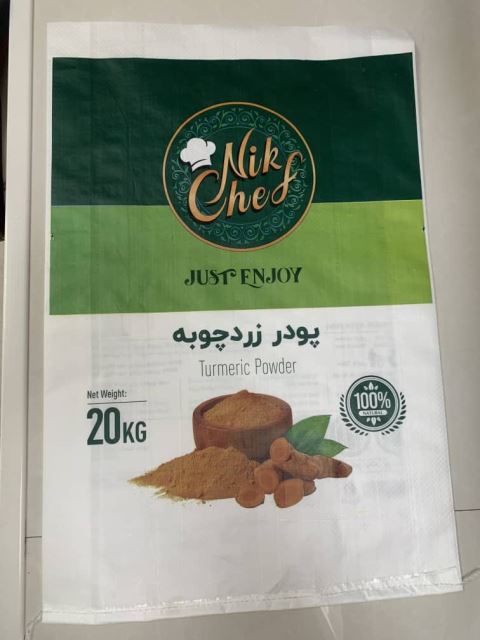 Nik
Chef
JUST ENJOY
پودر زردچوبه
Turmeric Powder
Net Weight:
20KG
100%
NATURAL